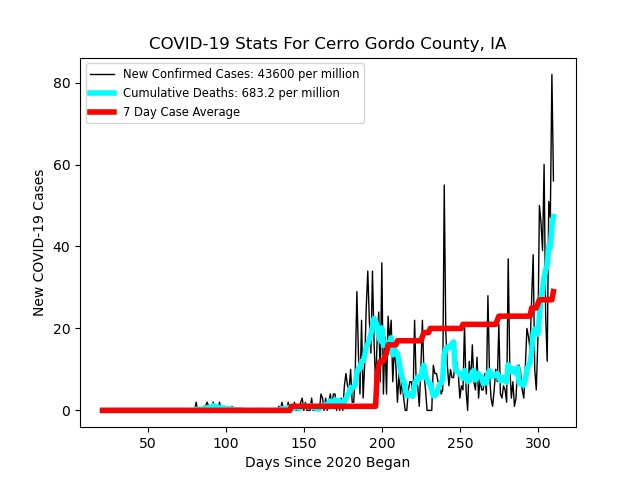 COVID-19 Stats For Cerro Gordo County, IA
New Confirmed Cases: 43600 per million
Cumulative Deaths: 683.2 per million
7 Day Case Average
New COVID-19 Cases
80
60
40
20
0
50 100 150 200 250 300
Days Since 2020 Began